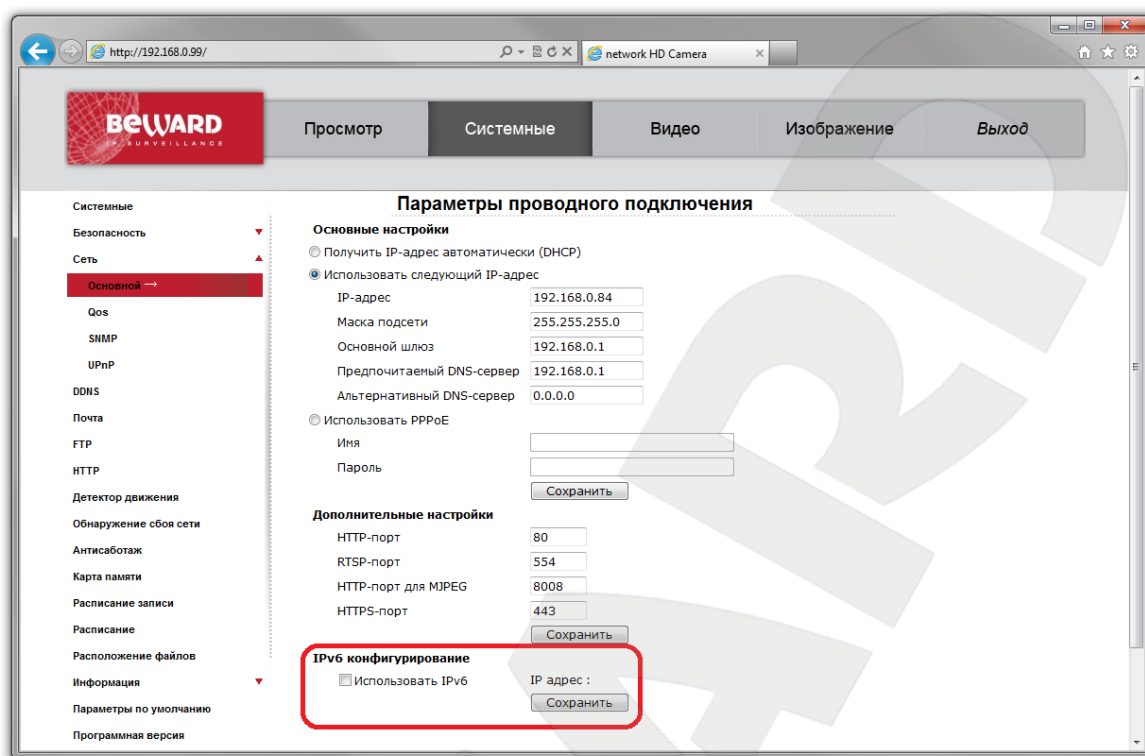 http://192.168.0.99/
network HD Camera
BEWARD
IP SURVEILLANCE
Просмотр
Системные
Видео
Изображение
Выход
Системные
Безопасность
Сеть
Основной →
Qos
SNMP
UPnP
DDNS
Почта
FTP
HTTP
Детектор движения
Обнаружение сбоя сети
Антисаботаж
Карта памяти
Расписание записи
Расписание
Расположение файлов
Информация
Параметры по умолчанию
Программная версия
Параметры проводного подключения
Основные настройки
Получить IP-адрес автоматически (DHCP)
Использовать следующий IP-адрес
IP-адрес 192.168.0.84
Маска подсети 255.255.255.0
Основной шлюз 192.168.0.1
Предпочитаемый DNS-сервер 192.168.0.1
Альтернативный DNS-сервер 0.0.0.0
Использовать PPPoE
Имя
Пароль
Сохранить
Дополнительные настройки
HTTP-порт 80
RTSP-порт 554
HTTP-порт для MJPEG 8008
HTTPS-порт 443
Сохранить
IPv6 конфигурирование
Использовать IPv6 IP адрес :
Сохранить